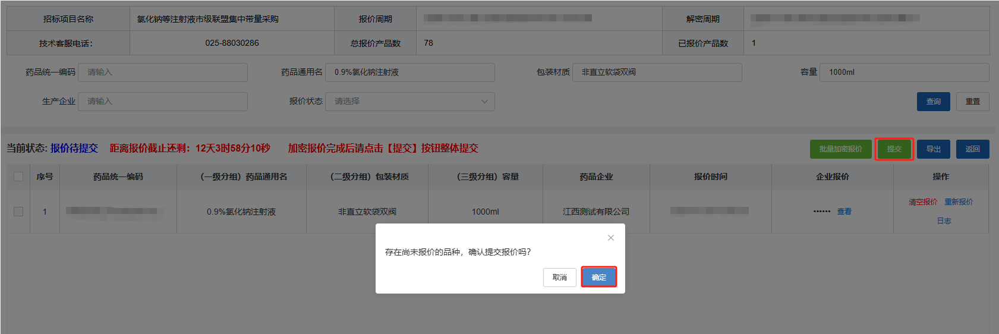 招标项目名称 氯化钠等注射液市级联盟集中带量采购 报价周期 解密周期
技术客服电话： 025-88030286 总报价产品数 78 已报价产品数 1
药品统一编码 请输入 药品通用名 0.9%氯化钠注射液 包装材质 非直立软袋双阀 容量 1000ml
生产企业 请输入 报价状态 请选择 查询 重置
当前状态: 报价待提交 距离报价截止还剩：12天3时58分10秒 加密报价完成后请点击【提交】按钮整体提交 批量加密报价 提交 导出 返回
序号 药品统一编码 （一级分组）药品通用名 （二级分组）包装材质 （三级分组）容量 药品企业 报价时间 企业报价 操作
1 0.9%氯化钠注射液 非直立软袋双阀 1000ml 江西测试有限公司 •••••• 查看 清空报价 重新报价
日志
存在尚未报价的品种，确认提交报价吗？
取消 确定